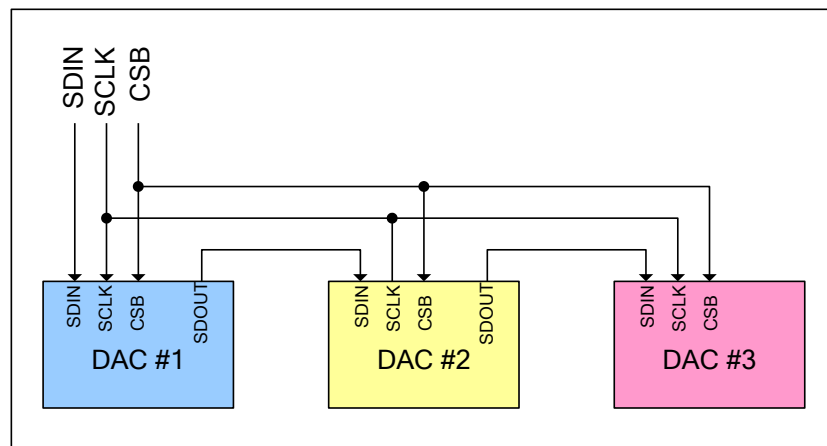 SDIN
SCLK
CSB
SDIN
SCLK
CSB
SDOUT
DAC #1
SDIN
SCLK
CSB
SDOUT
DAC #2
SDIN
SCLK
CSB
DAC #3